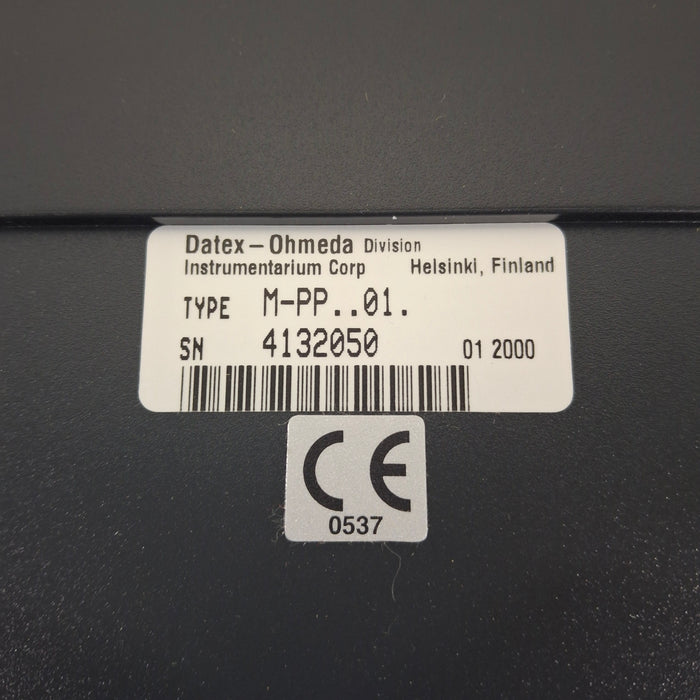 Datex-Ohmeda Division
Instrumentarium Corp Helsinki, Finland
TYPE M-PP..01.
SN 4132050 01 2000
CE
0537